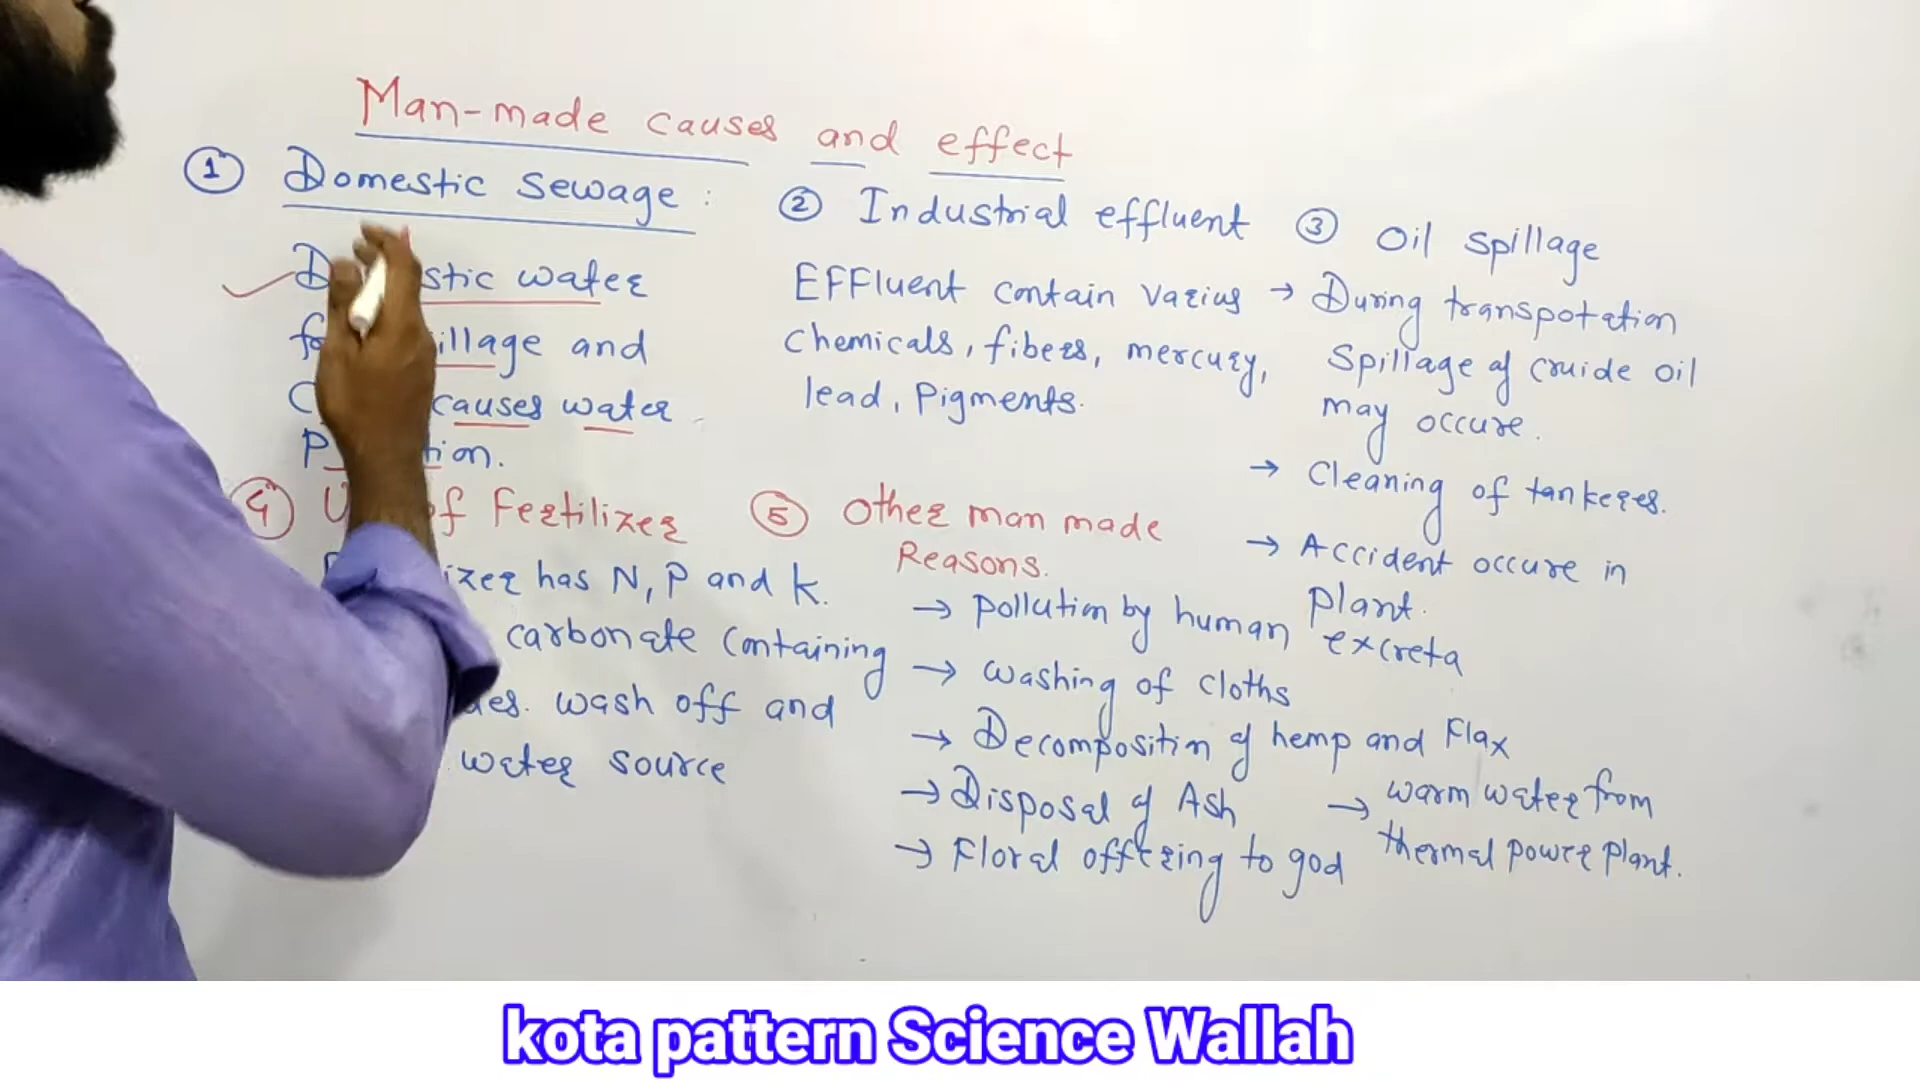 Man-made causes and effect
① Domestic sewage :
stic water
illage and
causes water
tion.
② Industrial effluent
Effluent contain Varius
chemicals, fibers, mercury,
lead, Pigments.
③ Oil spillage
→ During transpotation
Spillage of cruide oil
may occure.
→ Cleaning of tankeres.
→ Accident occure in
plant.
④ of Fertilizer
izer has N, P and K.
carbonate containing
des. wash off and
water source
⑤ Other man made
Reasons.
→ pollution by human excreta
→ washing of cloths
→ Decomposition of hemp and Flax
→ Disposal of Ash
→ Floral offering to god
→ warm water from
thermal power plant.
kota pattern Science Wallah